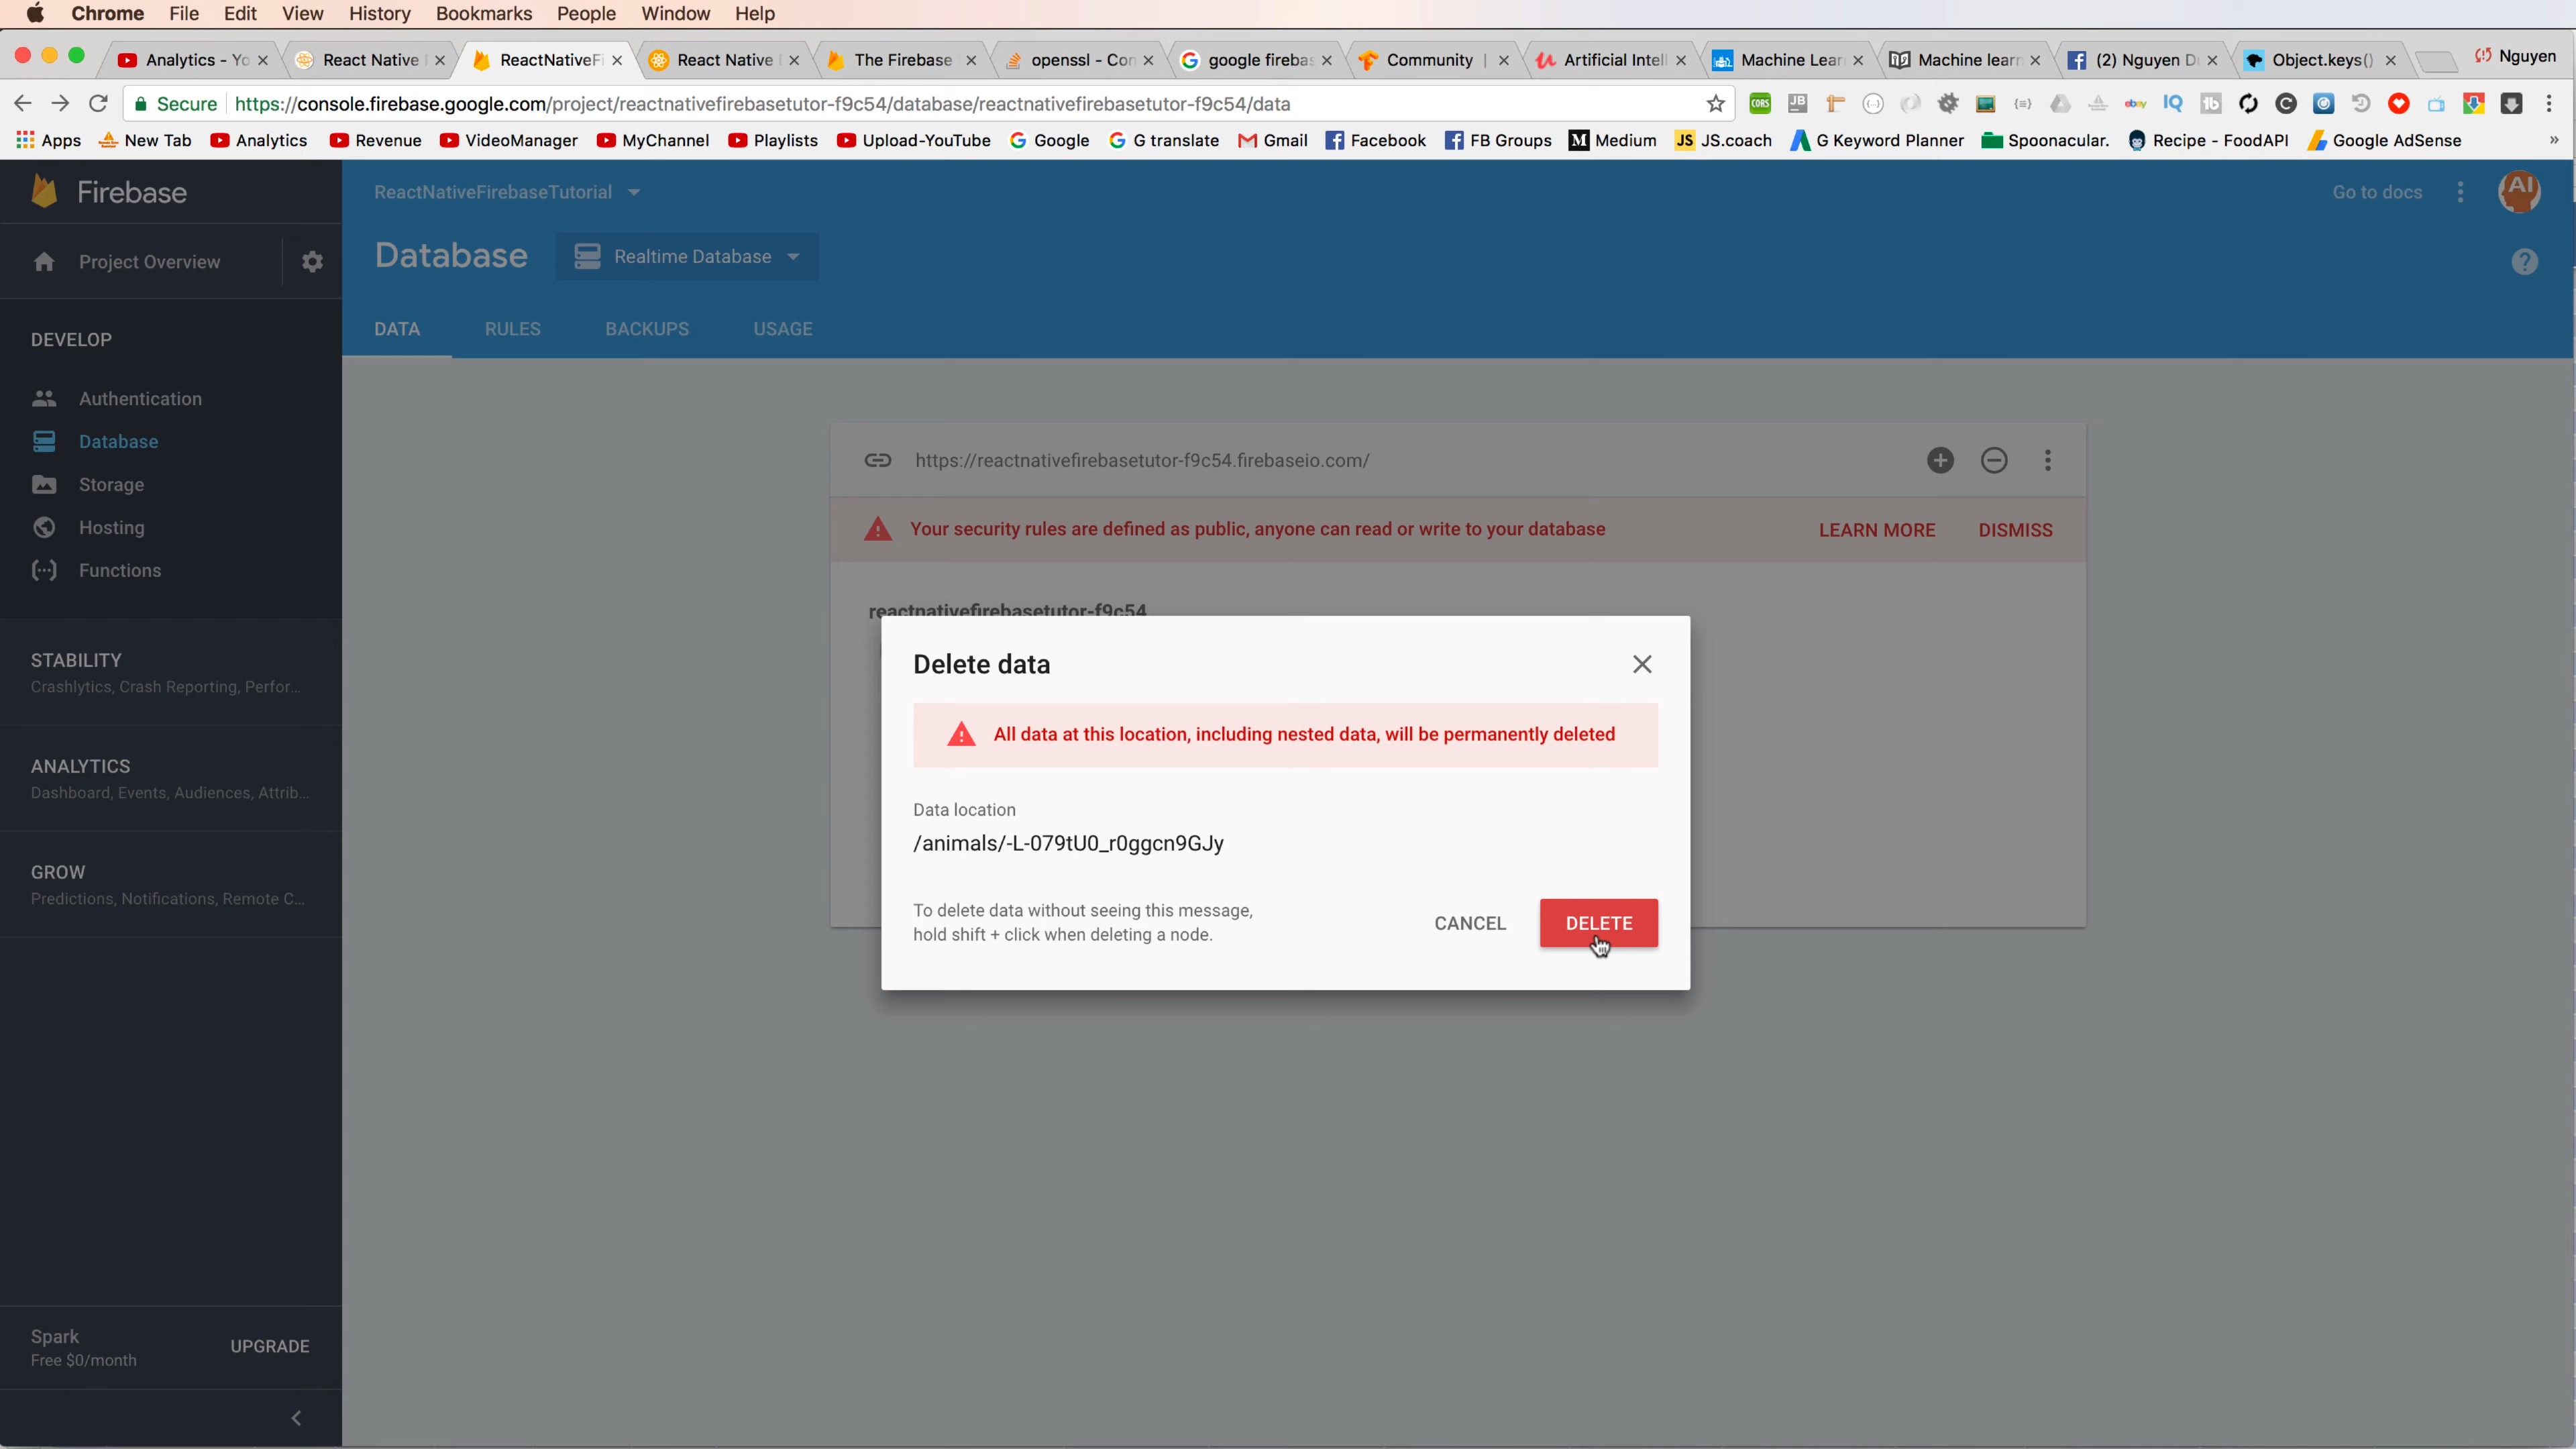 Chrome File Edit View History Bookmarks People Window Help
Analytics - Yo React Native ReactNativeFi React Native The Firebase openssl - Con google firebas Community | Artificial Intell Machine Lear Machine learn (2) Nguyen Du Object.keys() Nguyen
Secure https://console.firebase.google.com/project/reactnativefirebasetutor-f9c54/database/reactnativefirebasetutor-f9c54/data
Apps New Tab Analytics Revenue VideoManager MyChannel Playlists Upload-YouTube Google G translate Gmail Facebook FB Groups Medium JS.coach G Keyword Planner Spoonacular. Recipe - FoodAPI Google AdSense »
Firebase ReactNativeFirebaseTutorial Go to docs AI
Project Overview Database Realtime Database
DATA RULES BACKUPS USAGE
DEVELOP
Authentication
Database
Storage
Hosting
Functions
STABILITY
Crashlytics, Crash Reporting, Perfor...
ANALYTICS
Dashboard, Events, Audiences, Attrib...
GROW
Predictions, Notifications, Remote C...
Spark
Free $0/month
UPGRADE
https://reactnativefirebasetutor-f9c54.firebaseio.com/
Your security rules are defined as public, anyone can read or write to your database LEARN MORE DISMISS
reactnativefirebasetutor-f9c54
Delete data
All data at this location, including nested data, will be permanently deleted
Data location
/animals/-L-079tU0_r0ggcn9GJy
To delete data without seeing this message,
hold shift + click when deleting a node.
CANCEL DELETE